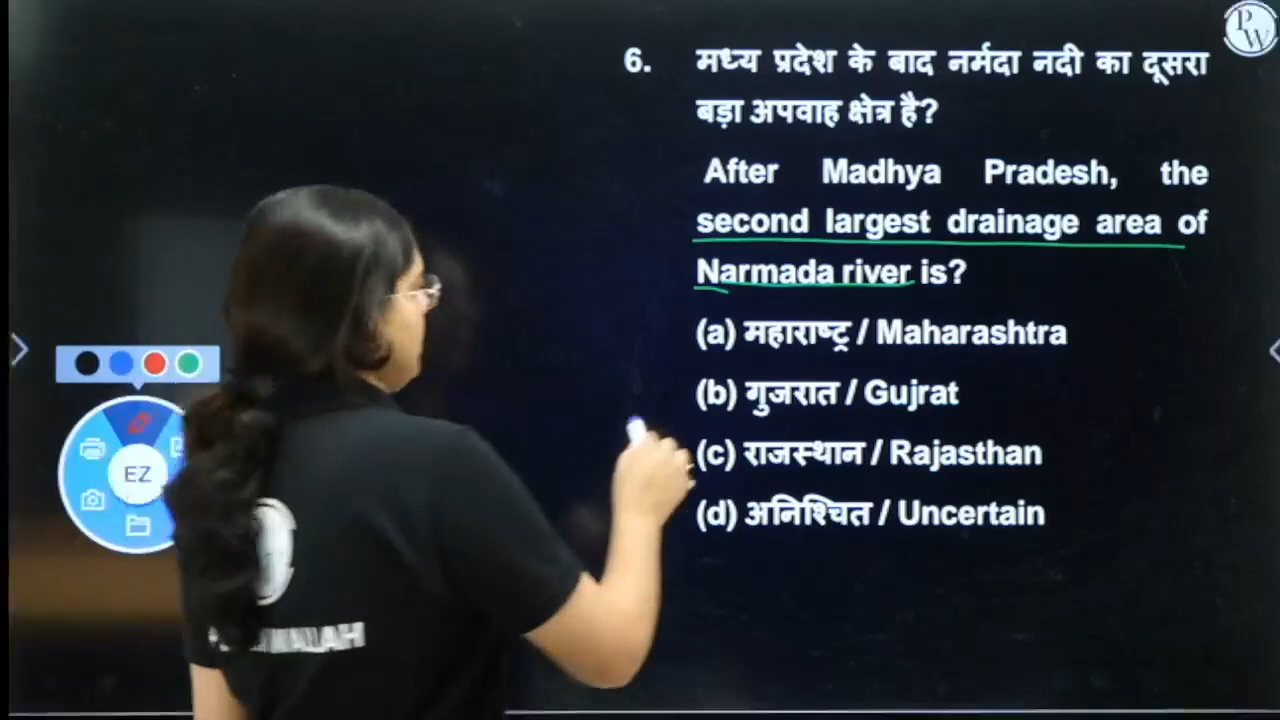 PW
6. मध्य प्रदेश के बाद नर्मदा नदी का दूसरा
बड़ा अपवाह क्षेत्र है?
After Madhya Pradesh, the
second largest drainage area of
Narmada river is?
(a) महाराष्ट्र / Maharashtra
(b) गुजरात / Gujrat
(c) राजस्थान / Rajasthan
(d) अनिश्चित / Uncertain
EZ